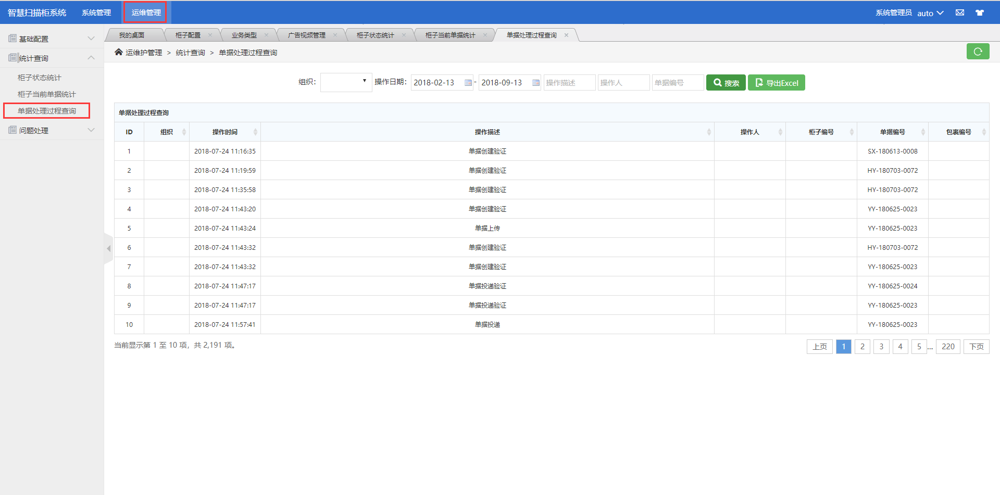 智慧扫描柜系统 系统管理 运维管理 系统管理员 auto
基础配置
统计查询
柜子状态统计
柜子当前单据统计
单据处理过程查询
问题处理
我的桌面 柜子配置 业务类型 广告视频管理 柜子状态统计 柜子当前单据统计 单据处理过程查询
运维护管理 > 统计查询 > 单据处理过程查询
组织： 操作日期： 2018-02-13 - 2018-09-13 操作描述 操作人 单据编号 搜索 导出Excel
单据处理过程查询
ID 组织 操作时间 操作描述 操作人 柜子编号 单据编号 包裹编号
1 2018-07-24 11:16:35 单据创建验证 SX-180613-0008
2 2018-07-24 11:19:59 单据创建验证 HY-180703-0072
3 2018-07-24 11:35:58 单据创建验证 HY-180703-0072
4 2018-07-24 11:43:20 单据创建验证 YY-180625-0023
5 2018-07-24 11:43:24 单据上传 YY-180625-0023
6 2018-07-24 11:43:32 单据创建验证 HY-180703-0072
7 2018-07-24 11:43:32 单据创建验证 YY-180625-0023
8 2018-07-24 11:47:17 单据投递验证 YY-180625-0024
9 2018-07-24 11:47:17 单据投递验证 YY-180625-0023
10 2018-07-24 11:57:41 单据投递 YY-180625-0023
当前显示第 1 至 10 项，共 2,191 项。
上页 1 2 3 4 5 ... 220 下页